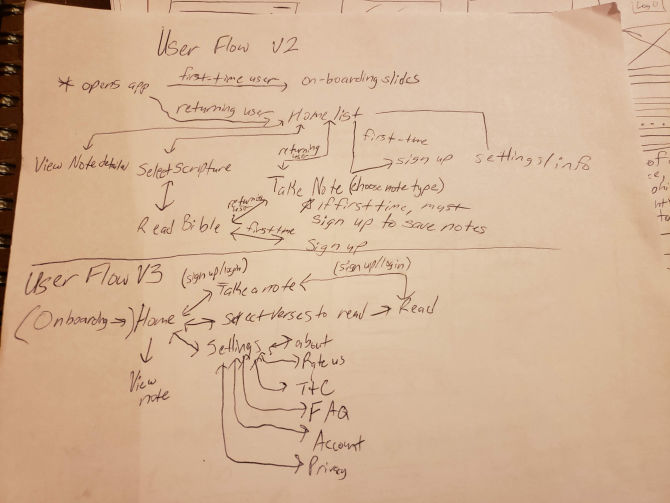 User Flow V2
* opens app first-time user on-boarding slides
returning user
Home list
first-time
View Note detailed Select Scripture returning user sign up settings/info
Take Note (choose note types)
if first time, must
sign up to save notes
Read Bible returning user
first time
Sign up
User Flow V3 (sign up/login) (sign up/login)
Take a note
(Onboarding →) Home Select verses to read → Read
Settings about
Rate us
View
note
T+C
FAQ
Account
Privacy